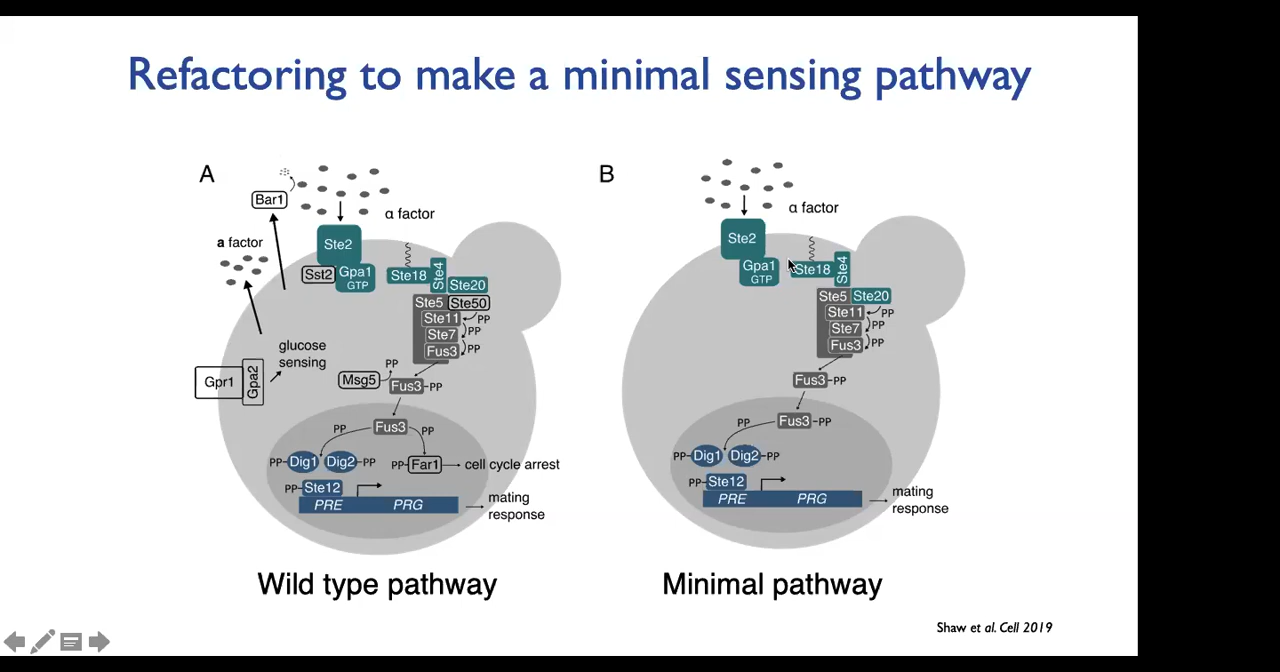 Refactoring to make a minimal sensing pathway
A
Bar1
α factor
a factor
Ste2
Sst2
Gpa1
GTP
Ste18
Ste4
Ste20
Ste5
Ste50
Ste11
PP
Ste7
PP
Fus3
PP
glucose
sensing
Gpr1
Gpa2
Msg5
PP
Fus3
-PP
Fus3
PP
PP
PP-Dig1
Dig2-PP
PP-Far1
cell cycle arrest
PP-Ste12
PRE
PRG
mating
response
Wild type pathway
B
α factor
Ste2
Gpa1
GTP
Ste18
Ste4
Ste5
Ste20
Ste11
PP
Ste7
PP
Fus3
PP
Fus3-PP
Fus3-PP
PP
PP-Dig1
Dig2-PP
PP-Ste12
PRE
PRG
mating
response
Minimal pathway
Shaw et al. Cell 2019